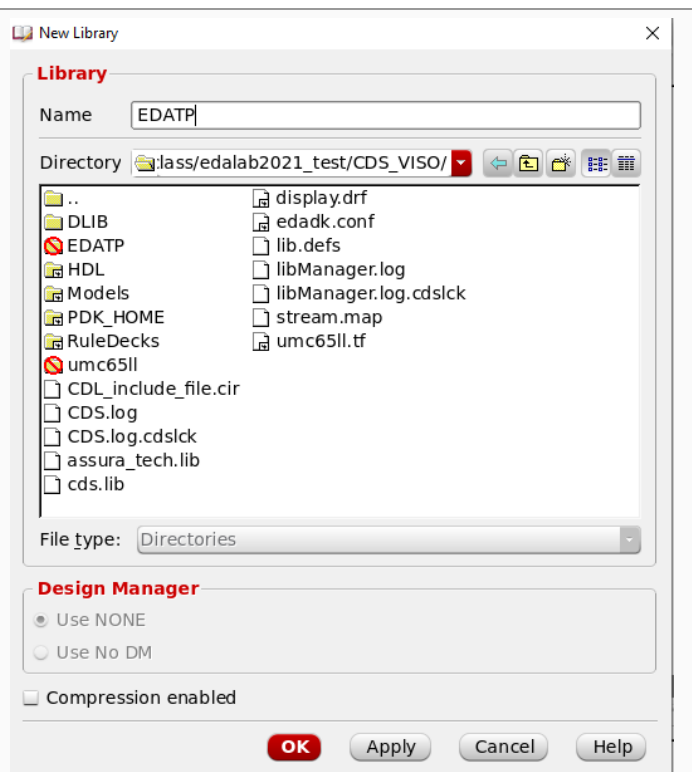 New Library
Library
Name EDATP
Directory :lass/edalab2021_test/CDS_VISO/
..
DLIB
EDATP
HDL
Models
PDK_HOME
RuleDecks
umc65ll
CDL_include_file.cir
CDS.log
CDS.log.cdslck
assura_tech.lib
cds.lib
display.drf
edadk.conf
lib.defs
libManager.log
libManager.log.cdslck
stream.map
umc65ll.tf
File type: Directories
Design Manager
Use NONE
Use No DM
Compression enabled
OK Apply Cancel Help